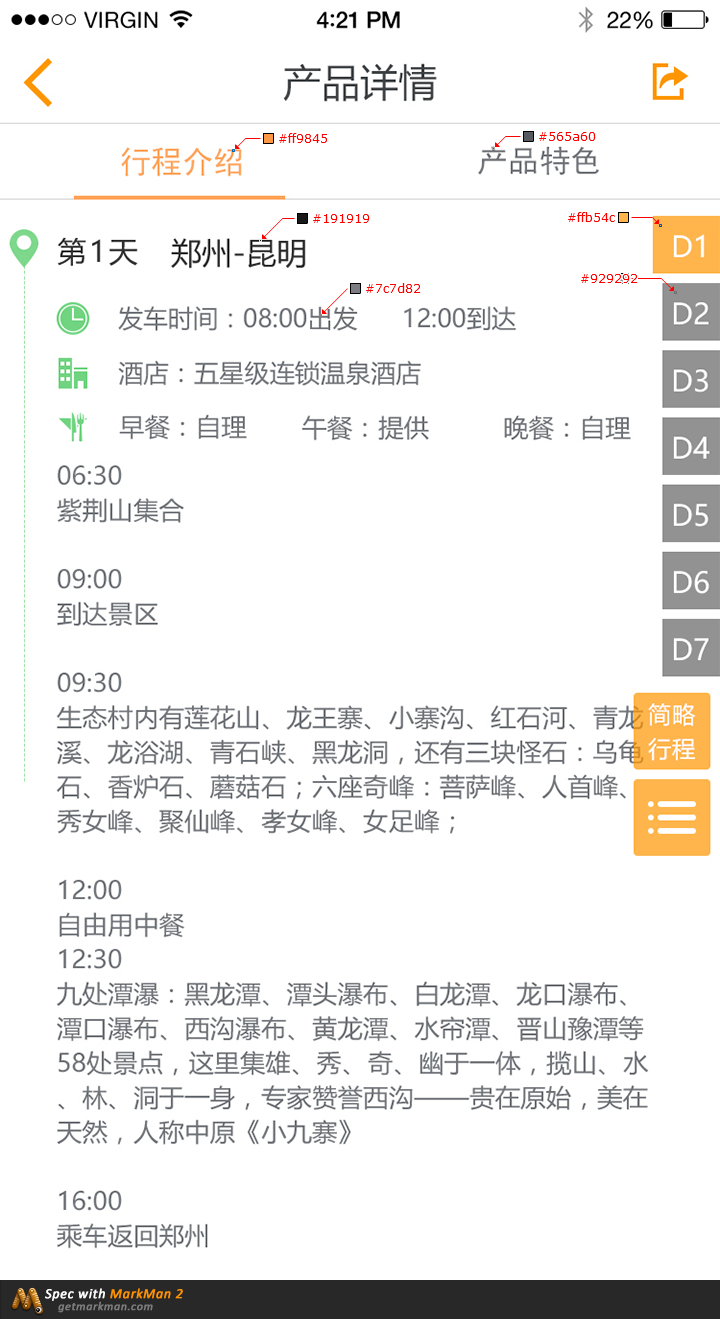 VIRGIN 4:21 PM 22%
产品详情
#ff9845
#565a60
行程介绍 产品特色
#191919
#ffb54c
第1天 郑州-昆明
D1
#929292
#7c7d82
D2
发车时间：08:00出发 12:00到达
酒店：五星级连锁温泉酒店
D3
早餐：自理 午餐：提供 晚餐：自理
D4
06:30
紫荆山集合
D5
09:00
D6
到达景区
D7
09:30
生态村内有莲花山、龙王寨、小寨沟、红石河、青龙
溪、龙浴湖、青石峡、黑龙洞，还有三块怪石：乌龟
石、香炉石、蘑菇石；六座奇峰：菩萨峰、人首峰、
秀女峰、聚仙峰、孝女峰、女足峰；
简略
行程
12:00
自由用中餐
12:30
九处潭瀑：黑龙潭、潭头瀑布、白龙潭、龙口瀑布、
潭口瀑布、西沟瀑布、黄龙潭、水帘潭、晋山豫潭等
58处景点，这里集雄、秀、奇、幽于一体，揽山、水
、林、洞于一身，专家赞誉西沟——贵在原始，美在
天然，人称中原《小九寨》
16:00
乘车返回郑州
Spec with MarkMan 2
getmarkman.com